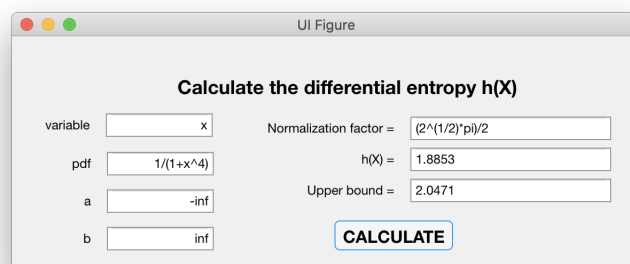 UI Figure
Calculate the differential entropy h(X)
variable x
Normalization factor = (2^(1/2)*pi)/2
pdf 1/(1+x^4)
h(X) = 1.8853
a -inf
Upper bound = 2.0471
b inf
CALCULATE